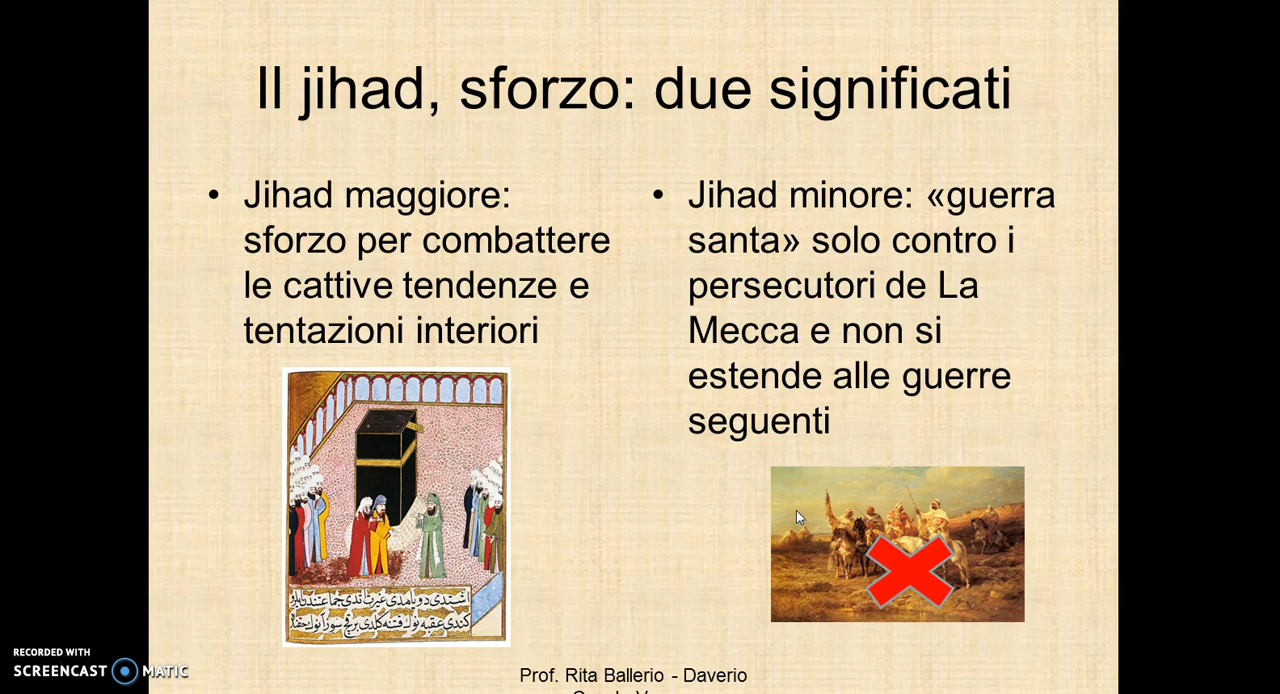 Il jihad, sforzo: due significati
• Jihad maggiore:
sforzo per combattere
le cattive tendenze e
tentazioni interiori
• Jihad minore: «guerra
santa» solo contro i
persecutori de La
Mecca e non si
estende alle guerre
seguenti
RECORDED WITH
SCREENCAST MATIC
Prof. Rita Ballerio - Daverio